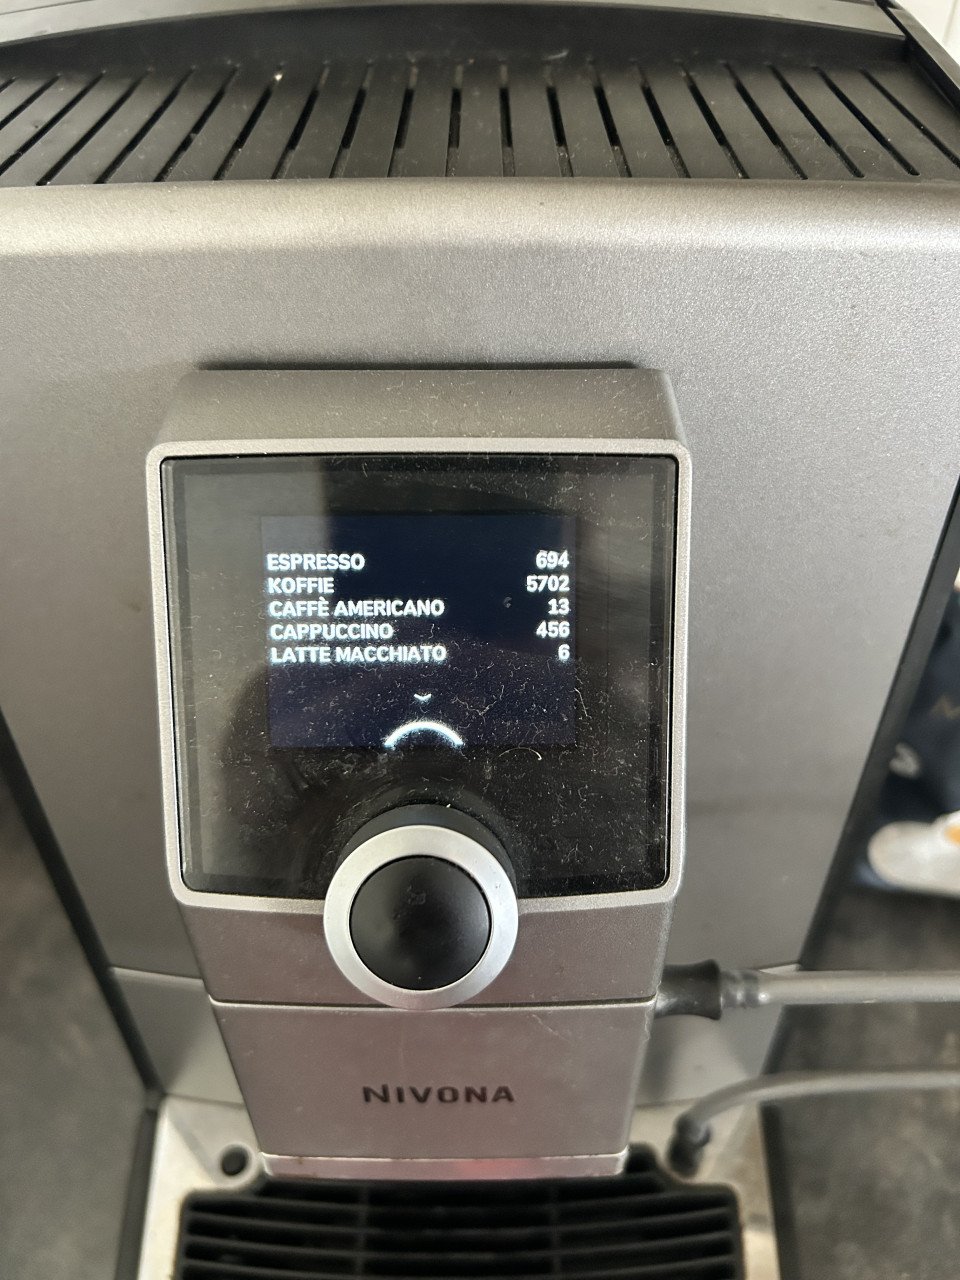 ESPRESSO 694
KOFFIE 5702
CAFFÈ AMERICANO 13
CAPPUCCINO 456
LATTE MACCHIATO 6
NIVONA